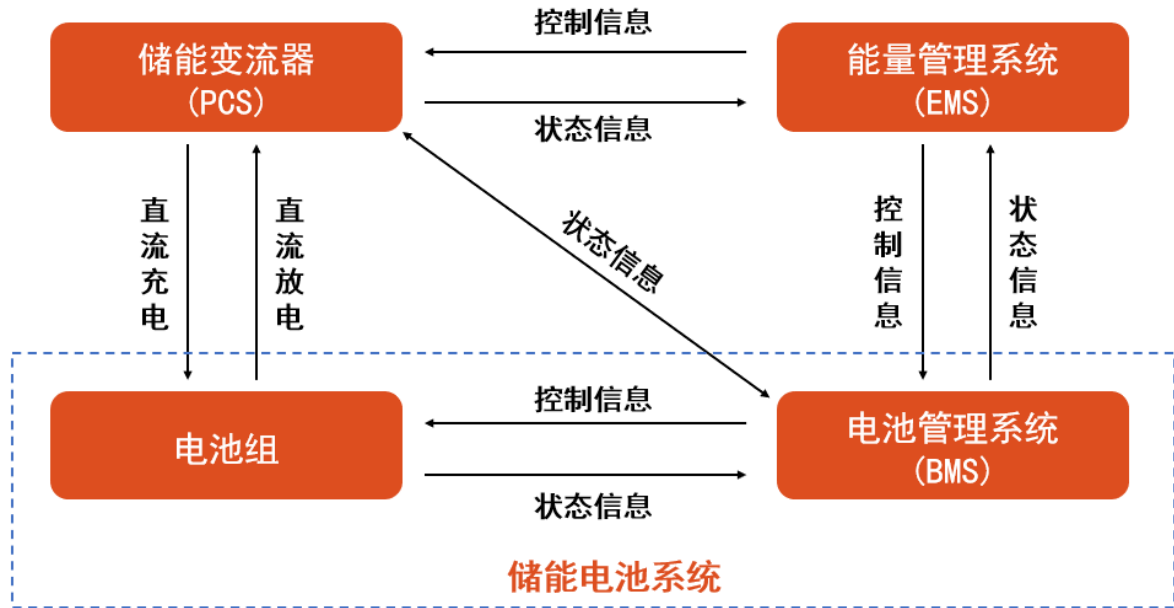 控制信息
储能变流器
(PCS)
能量管理系统
(EMS)
状态信息
直流充电
直流放电
状态信息
控制信息
状态信息
控制信息
电池组
电池管理系统
(BMS)
状态信息
储能电池系统